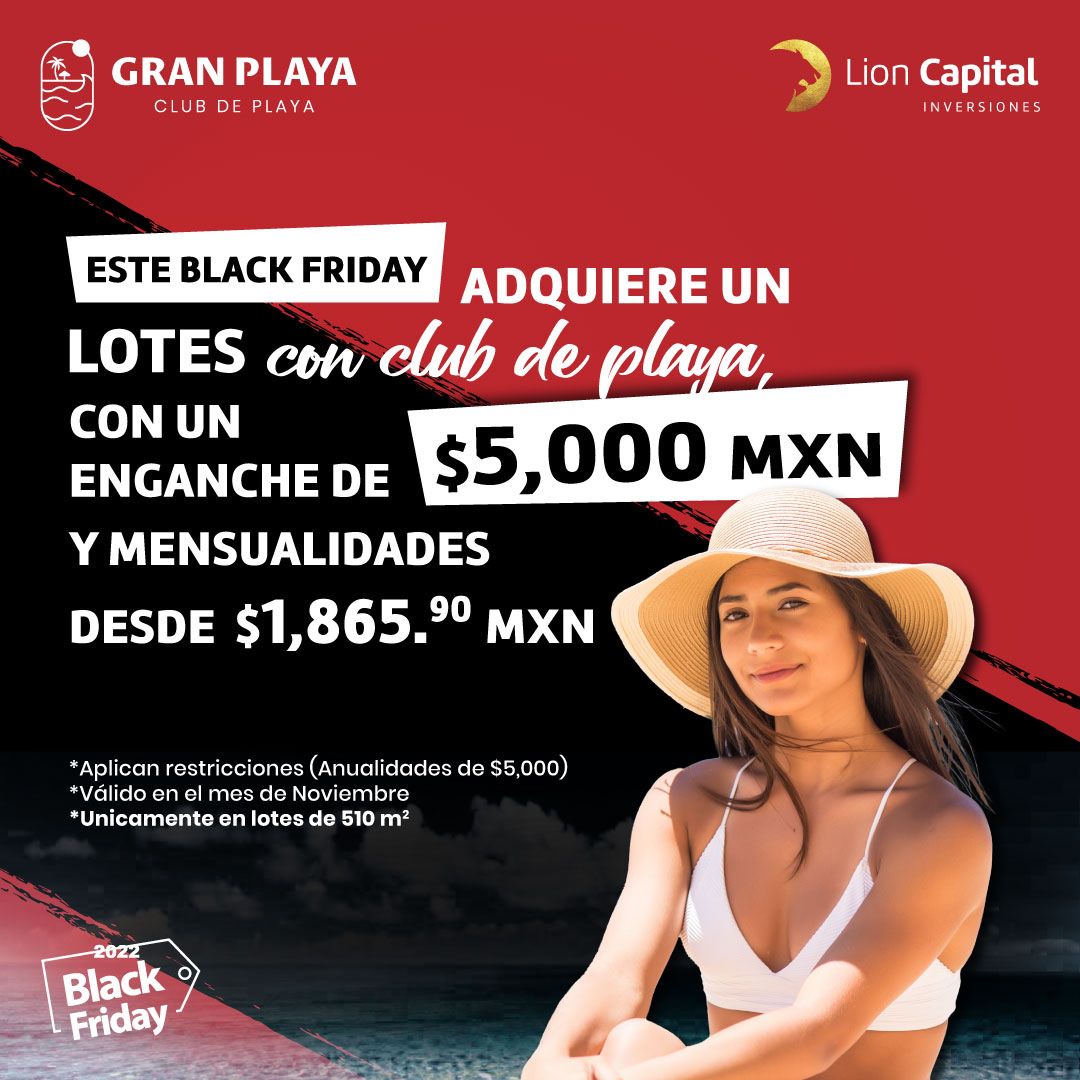 GRAN PLAYA
CLUB DE PLAYA
Lion Capital
INVERSIONES
ESTE BLACK FRIDAY ADQUIERE UN
LOTES con club de playa,
CON UN
ENGANCHE DE $5,000 MXN
Y MENSUALIDADES
DESDE $1,865.90 MXN
*Aplican restricciones (Anualidades de $5,000)
*Válido en el mes de Noviembre
*Unicamente en lotes de 510 m²
2022
Black
Friday